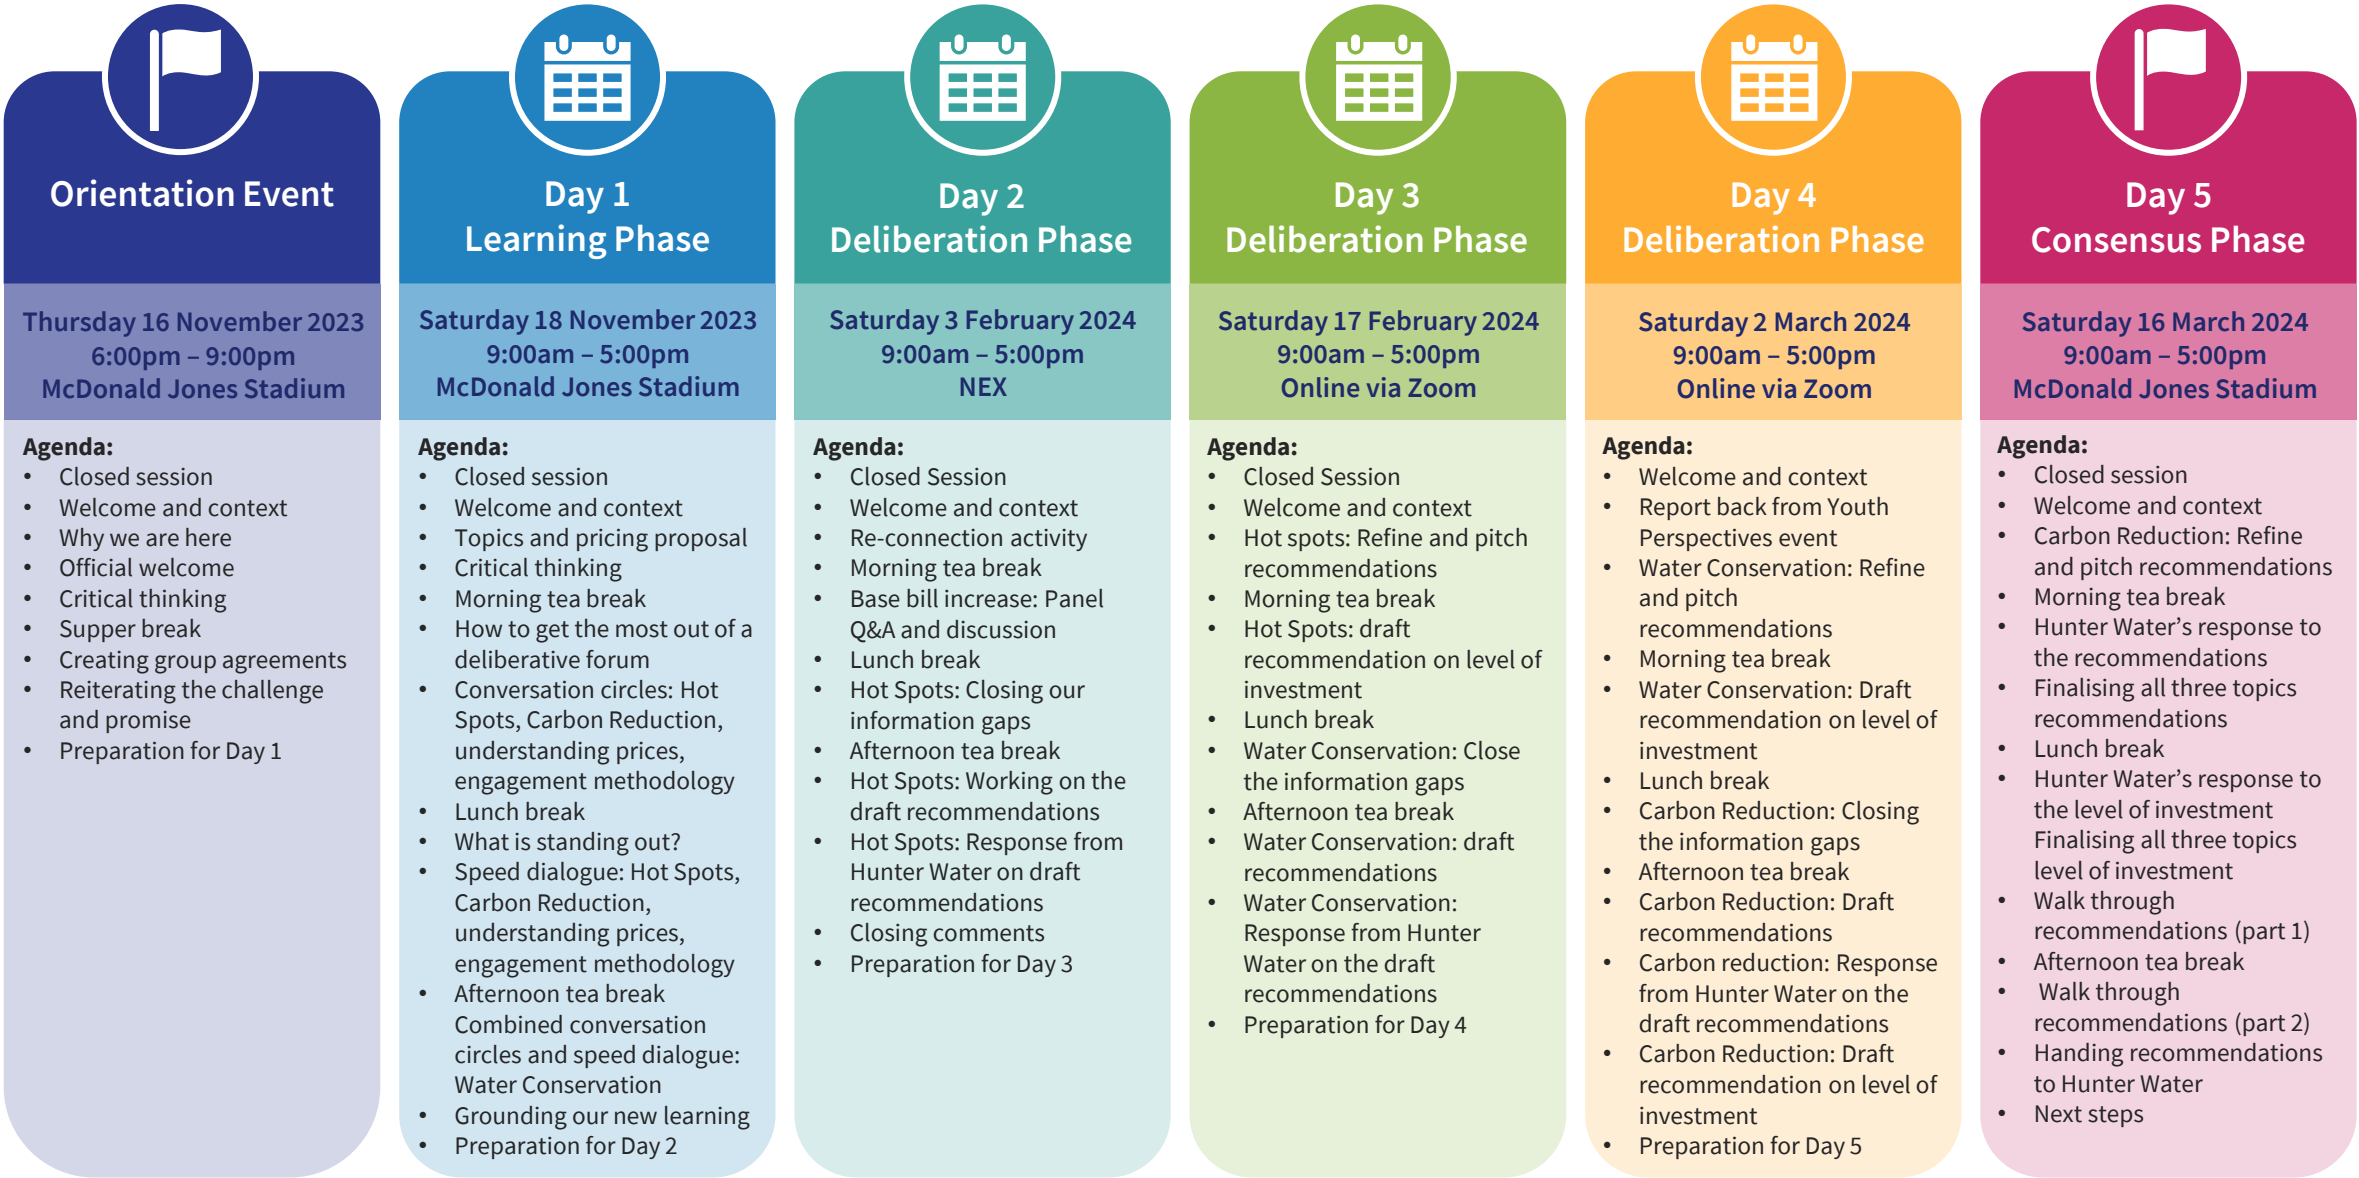 Orientation Event
Thursday 16 November 2023
6:00pm – 9:00pm
McDonald Jones Stadium
Agenda:
• Closed session
• Welcome and context
• Why we are here
• Official welcome
• Critical thinking
• Supper break
• Creating group agreements
• Reiterating the challenge
and promise
• Preparation for Day 1
Day 1
Learning Phase
Saturday 18 November 2023
9:00am – 5:00pm
McDonald Jones Stadium
Agenda:
• Closed session
• Welcome and context
• Topics and pricing proposal
• Critical thinking
• Morning tea break
• How to get the most out of a
deliberative forum
• Conversation circles: Hot
Spots, Carbon Reduction,
understanding prices,
engagement methodology
• Lunch break
• What is standing out?
• Speed dialogue: Hot Spots,
Carbon Reduction,
understanding prices,
engagement methodology
• Afternoon tea break
Combined conversation
circles and speed dialogue:
Water Conservation
• Grounding our new learning
• Preparation for Day 2
Day 2
Deliberation Phase
Saturday 3 February 2024
9:00am – 5:00pm
NEX
Agenda:
• Closed Session
• Welcome and context
• Re-connection activity
• Morning tea break
• Base bill increase: Panel
Q&A and discussion
• Lunch break
• Hot Spots: Closing our
information gaps
• Afternoon tea break
• Hot Spots: Working on the
draft recommendations
• Hot Spots: Response from
Hunter Water on draft
recommendations
• Closing comments
• Preparation for Day 3
Day 3
Deliberation Phase
Saturday 17 February 2024
9:00am – 5:00pm
Online via Zoom
Agenda:
• Closed Session
• Welcome and context
• Hot spots: Refine and pitch
recommendations
• Morning tea break
• Hot Spots: draft
recommendation on level of
investment
• Lunch break
• Water Conservation: Close
the information gaps
• Afternoon tea break
• Water Conservation: draft
recommendations
• Water Conservation:
Response from Hunter
Water on the draft
recommendations
• Preparation for Day 4
Day 4
Deliberation Phase
Saturday 2 March 2024
9:00am – 5:00pm
Online via Zoom
Agenda:
• Welcome and context
• Report back from Youth
Perspectives event
• Water Conservation: Refine
and pitch
recommendations
• Morning tea break
• Water Conservation: Draft
recommendation on level of
investment
• Lunch break
• Carbon Reduction: Closing
the information gaps
• Afternoon tea break
• Carbon Reduction: Draft
recommendations
• Carbon reduction: Response
from Hunter Water on the
draft recommendations
• Carbon Reduction: Draft
recommendation on level of
investment
• Preparation for Day 5
Day 5
Consensus Phase
Saturday 16 March 2024
9:00am – 5:00pm
McDonald Jones Stadium
Agenda:
• Closed session
• Welcome and context
• Carbon Reduction: Refine
and pitch recommendations
• Morning tea break
• Hunter Water’s response to
the recommendations
• Finalising all three topics
recommendations
• Lunch break
• Hunter Water’s response to
the level of investment
Finalising all three topics
level of investment
• Walk through
recommendations (part 1)
• Afternoon tea break
• Walk through
recommendations (part 2)
• Handing recommendations
to Hunter Water
• Next steps